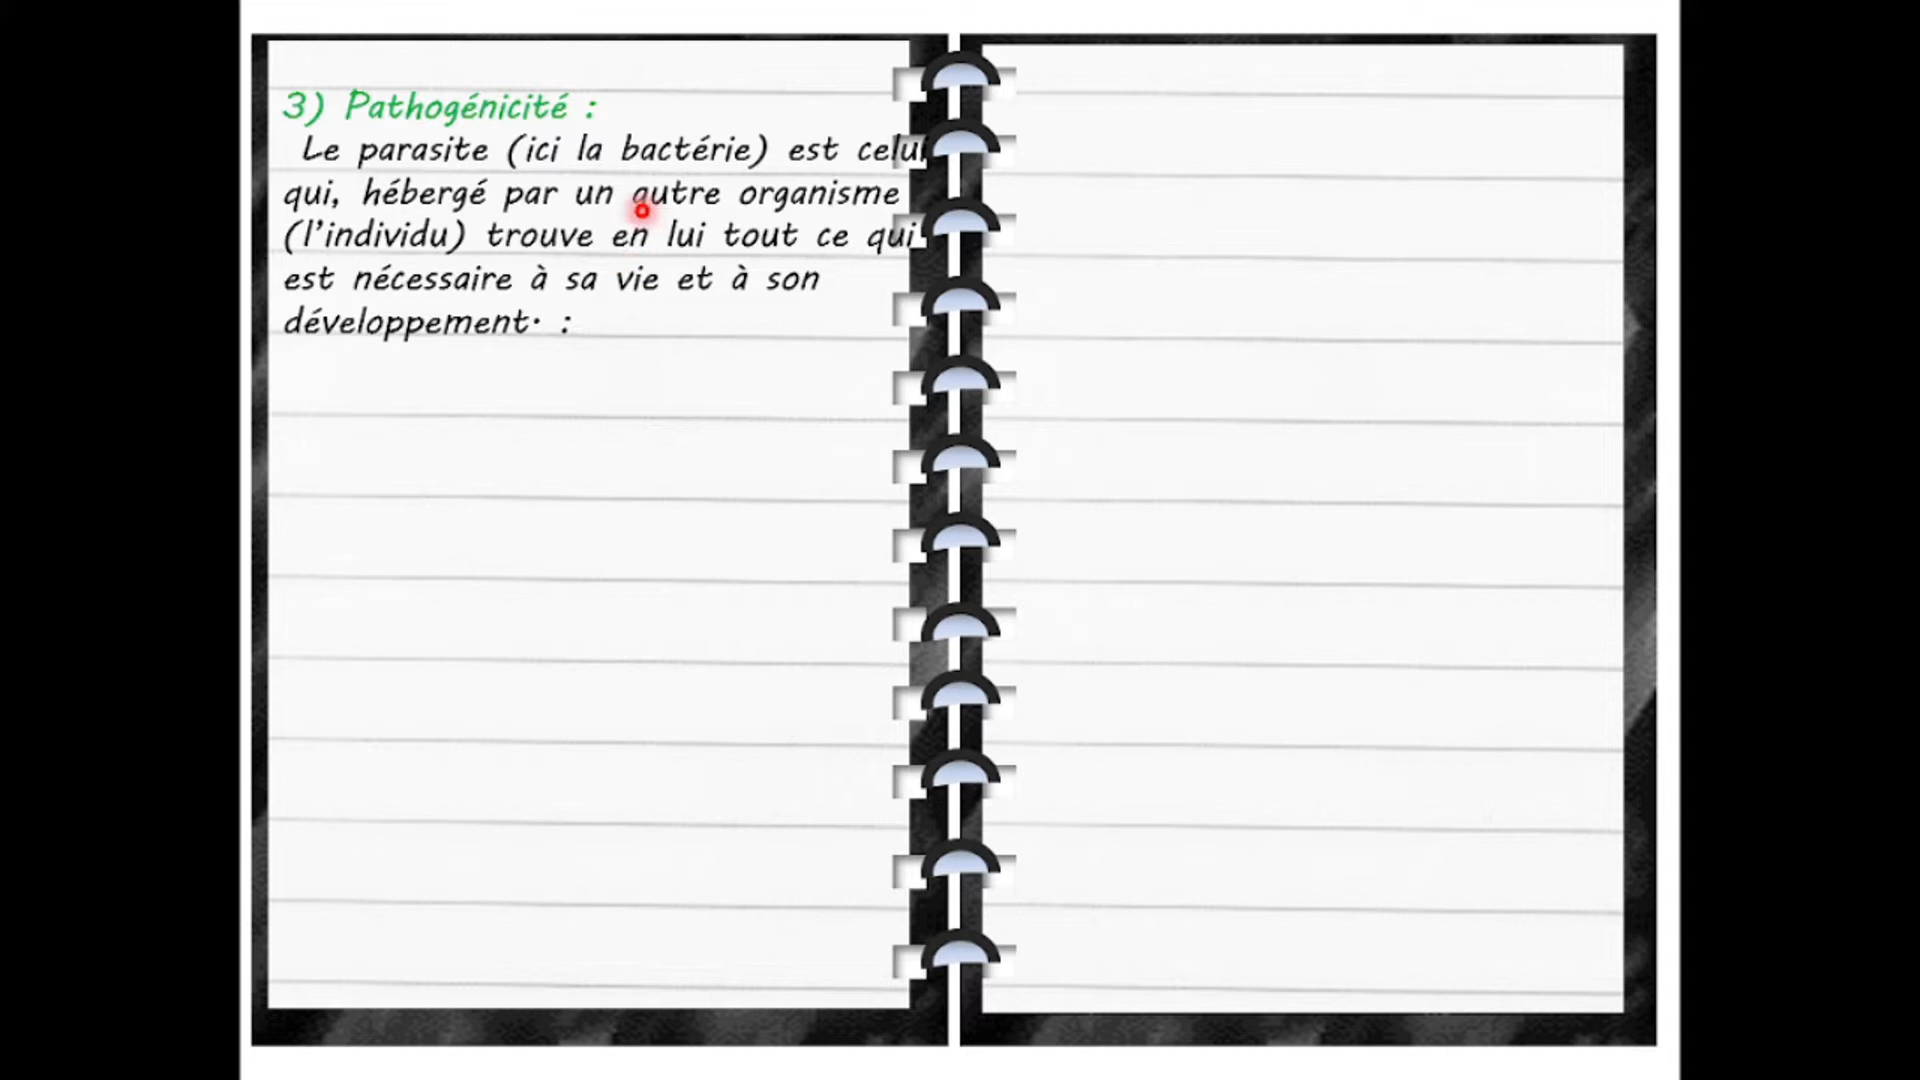 3) Pathogénicité :
Le parasite (ici la bactérie) est celui
qui, hébergé par un autre organisme
(l'individu) trouve en lui tout ce qui
est nécessaire à sa vie et à son
développement· :